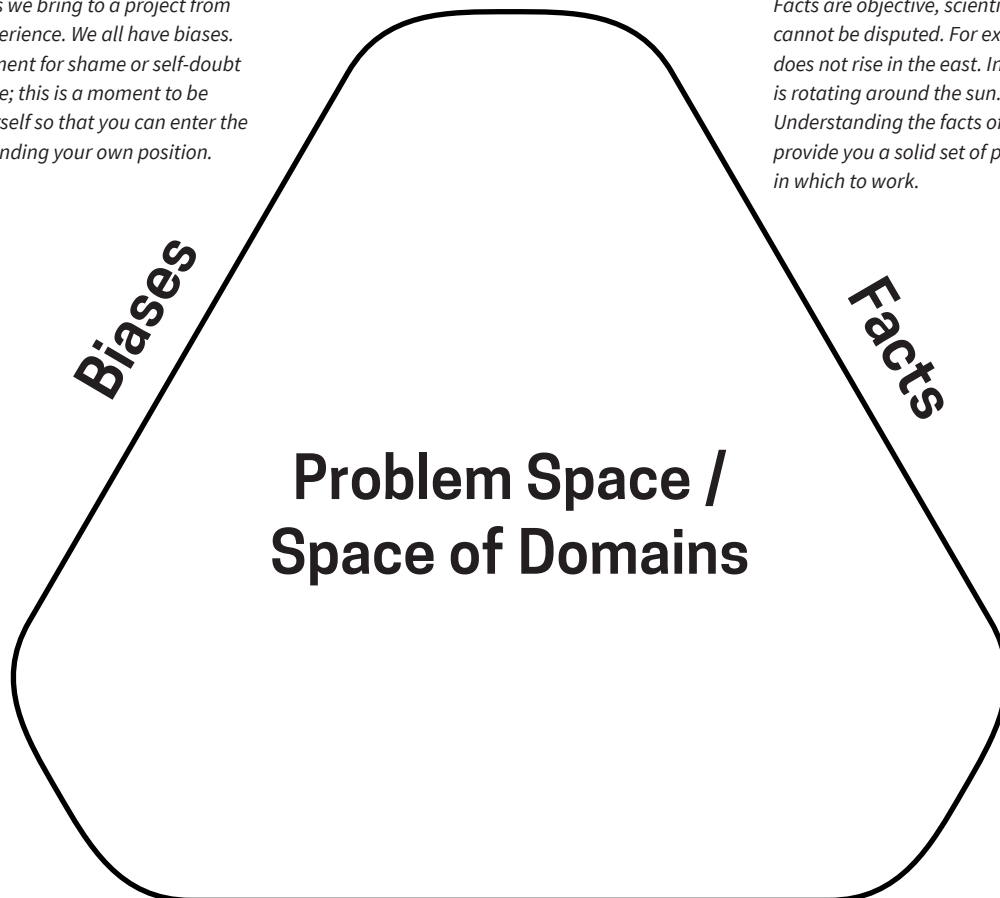 s we bring to a project from
erience. We all have biases.
ment for shame or self-doubt
e; this is a moment to be
self so that you can enter the
nding your own position.
Facts are objective, scienti
cannot be disputed. For ex
does not rise in the east. In
is rotating around the sun.
Understanding the facts of
provide you a solid set of p
in which to work.
Biases
Facts
Problem Space /
Space of Domains